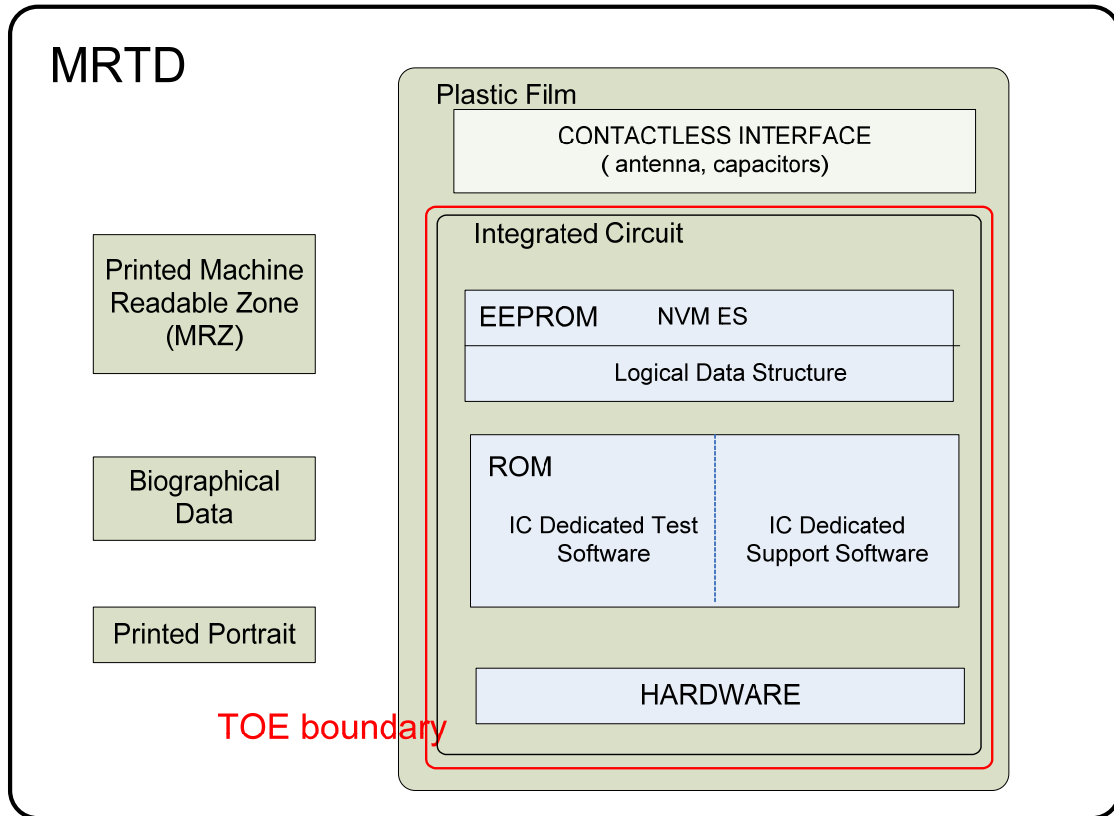 MRTD
Plastic Film
CONTACTLESS INTERFACE
( antenna, capacitors)
Integrated Circuit
EEPROM NVM ES
Logical Data Structure
ROM
IC Dedicated Test
Software
IC Dedicated
Support Software
HARDWARE
Printed Machine
Readable Zone
(MRZ)
Biographical
Data
Printed Portrait
TOE boundary